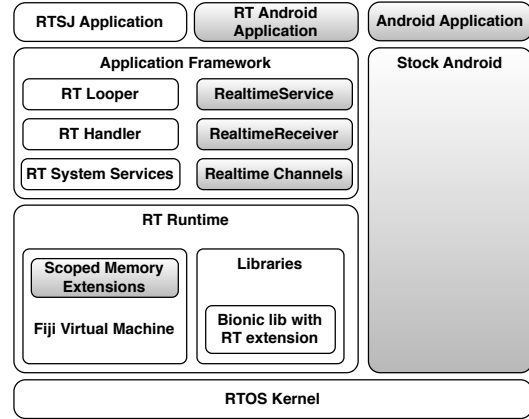 RTSJ Application
RT Android
Application
Android Application
Application Framework
RT Looper
RealtimeService
RT Handler
RealtimeReceiver
RT System Services
Realtime Channels
Stock Android
RT Runtime
Scoped Memory
Extensions
Fiji Virtual Machine
Libraries
Bionic lib with
RT extension
RTOS Kernel